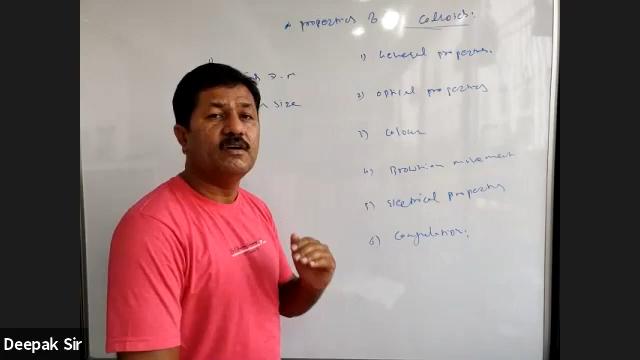 * properties of colloids:
1) General properties.
2) optical properties
3) colour
4) Brownian movement
5) Electrical property
6) Coagulation:
size
Deepak Sir